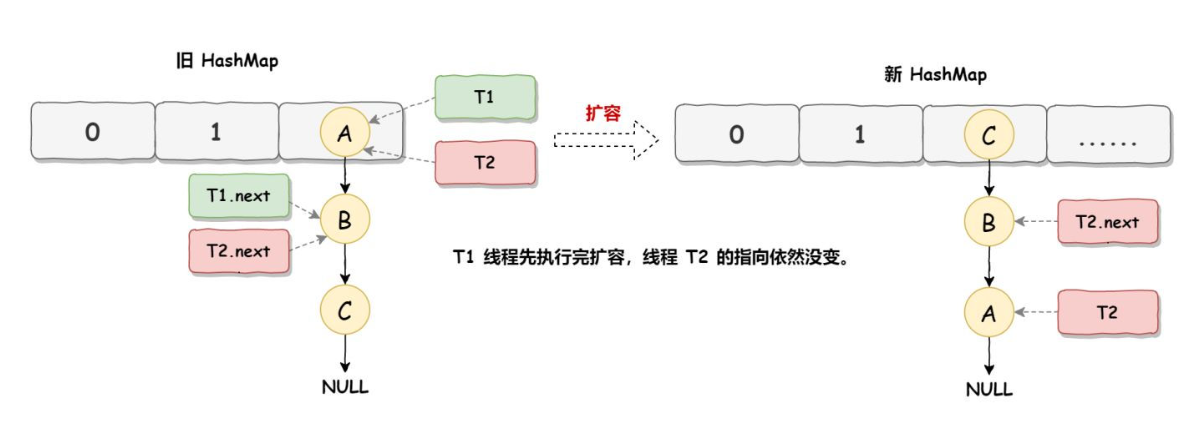 旧 HashMap
新 HashMap
0
1
A
T1
T2
扩容
0
1
C
......
T1.next
T2.next
B
B
T2.next
T1 线程先执行完扩容，线程 T2 的指向依然没变。
C
A
T2
NULL
NULL